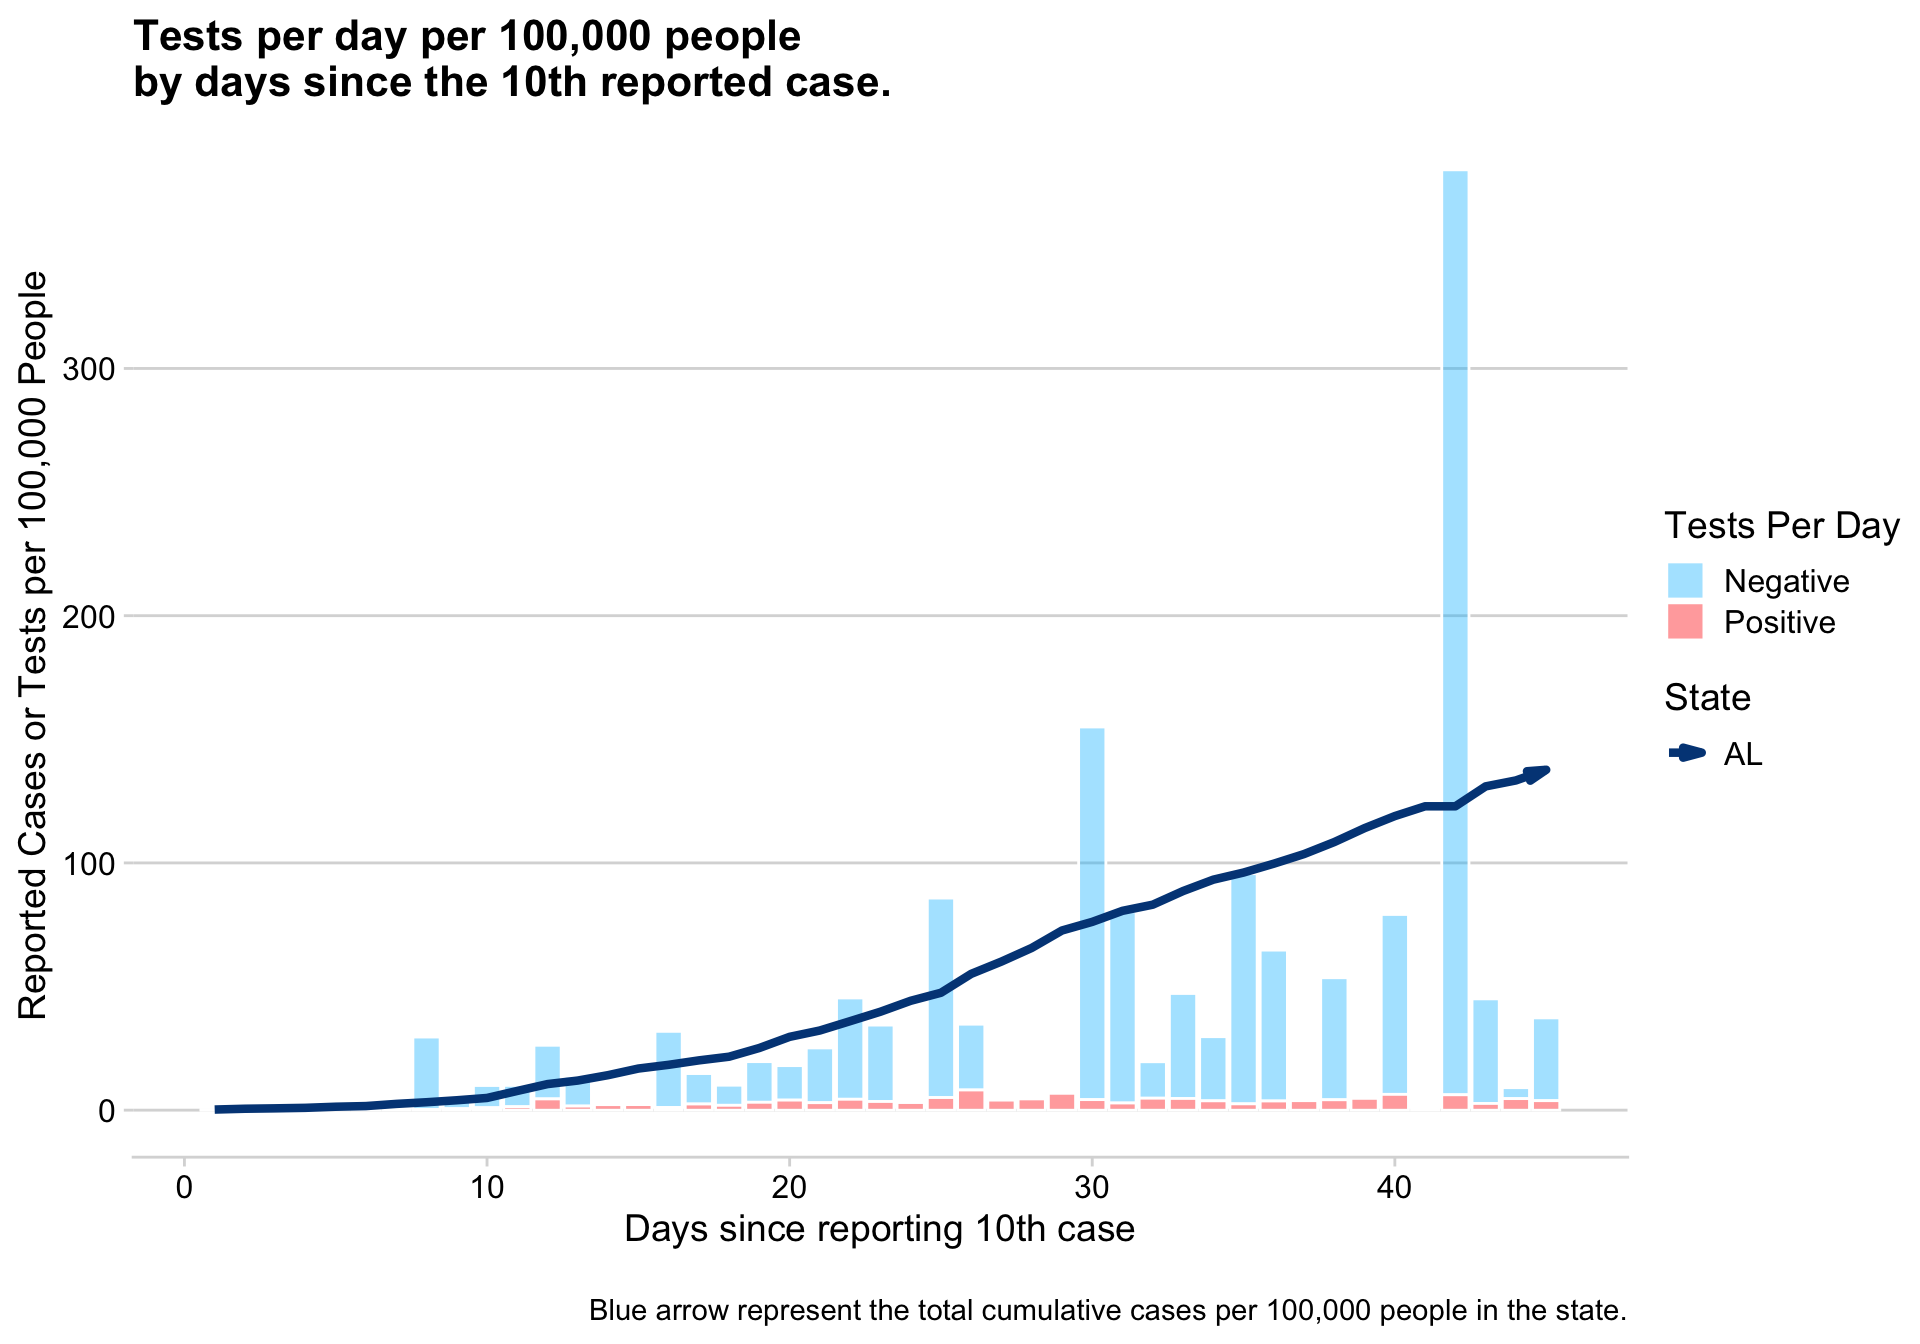 Tests per day per 100,000 people
by days since the 10th reported case.
Reported Cases or Tests per 100,000 People
300
200
100
0
0 10 20 30 40
Days since reporting 10th case
Tests Per Day
Negative
Positive
State
AL
Blue arrow represent the total cumulative cases per 100,000 people in the state.